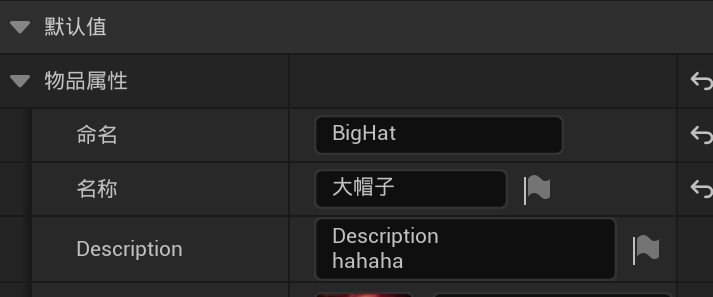 默认值
物品属性
命名 BigHat
名称 大帽子
Description Description
hahaha